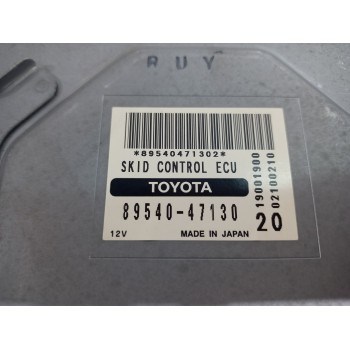 RUY
*89540471302*
SKID CONTROL ECU
TOYOTA
89540-47130
12V MADE IN JAPAN 20
19001900
02100210